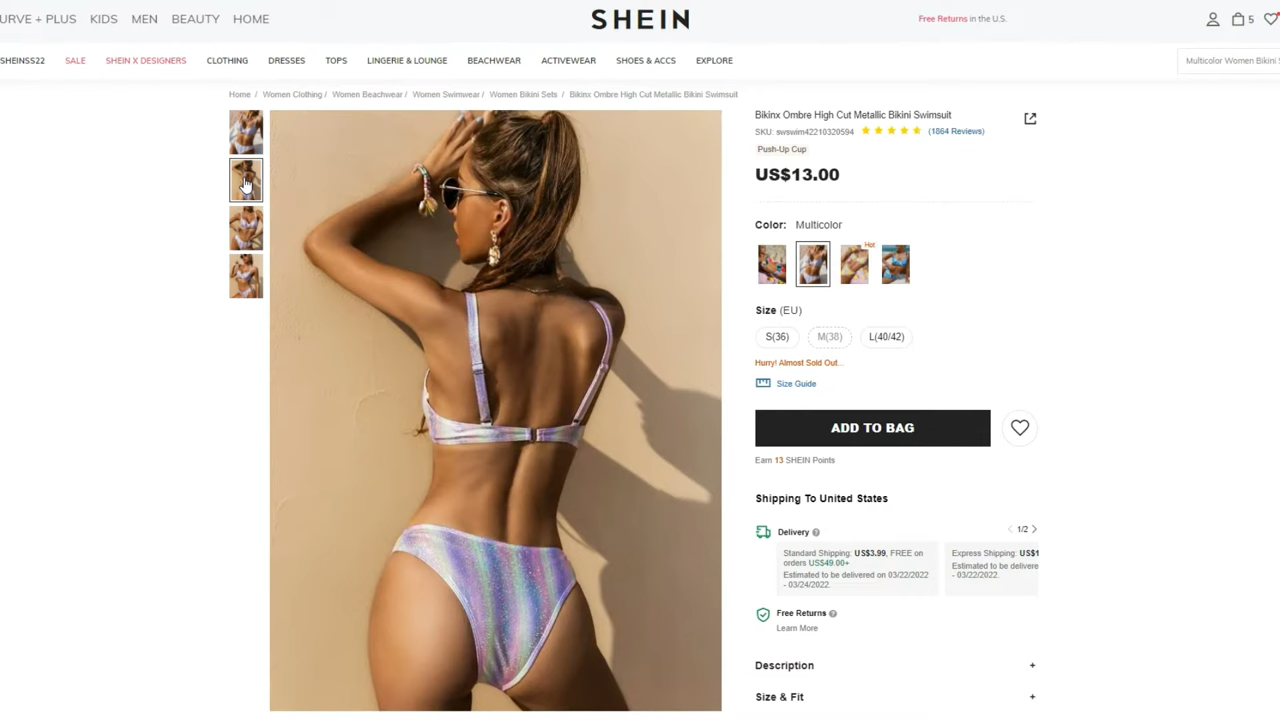 URVE + PLUS KIDS MEN BEAUTY HOME
SHEIN
Free Returns in the U.S.
5
SHEINSS22 SALE SHEIN X DESIGNERS CLOTHING DRESSES TOPS LINGERIE & LOUNGE BEACHWEAR ACTIVEWEAR SHOES & ACCS EXPLORE
Multicolor Women Bikini S
Home / Women Clothing / Women Beachwear / Women Swimwear / Women Bikini Sets / Bikinx Ombre High Cut Metallic Bikini Swimsuit
Bikinx Ombre High Cut Metallic Bikini Swimsuit
SKU: swswim42210320594 (1864 Reviews)
Push-Up Cup
US$13.00
Color: Multicolor
Hot
Size (EU)
S(36) M(38) L(40/42)
Hurry! Almost Sold Out...
Size Guide
ADD TO BAG
Earn 13 SHEIN Points
Shipping To United States
Delivery ? 1/2
Standard Shipping: US$3.99, FREE on
orders US$49.00+
Estimated to be delivered on 03/22/2022
- 03/24/2022.
Express Shipping: US$1
Estimated to be delivere
- 03/22/2022.
Free Returns ?
Learn More
Description +
Size & Fit +